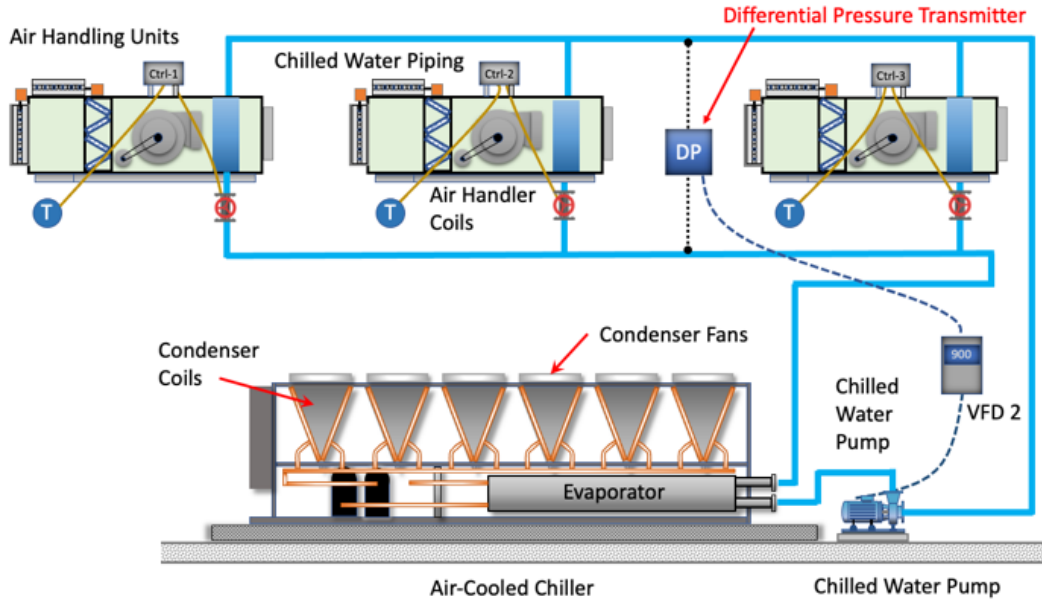 Differential Pressure Transmitter
Air Handling Units
Chilled Water Piping
Ctrl-1
Ctrl-2
Ctrl-3
DP
Air Handler
Coils
T
T
T
Condenser Fans
Condenser
Coils
900
Chilled
Water
Pump
VFD 2
Evaporator
Air-Cooled Chiller
Chilled Water Pump